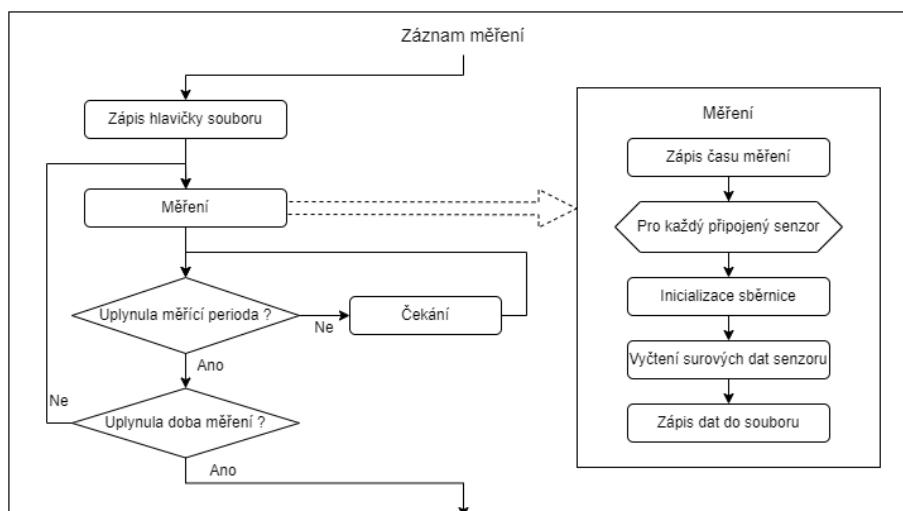 Záznam měření
Zápis hlavičky souboru
Měření
Uplynula měřící perioda ?
Ne
Čekání
Ano
Ne
Uplynula doba měření ?
Ano
Měření
Zápis času měření
Pro každý připojený senzor
Inicializace sběrnice
Vyčtení surových dat senzoru
Zápis dat do souboru